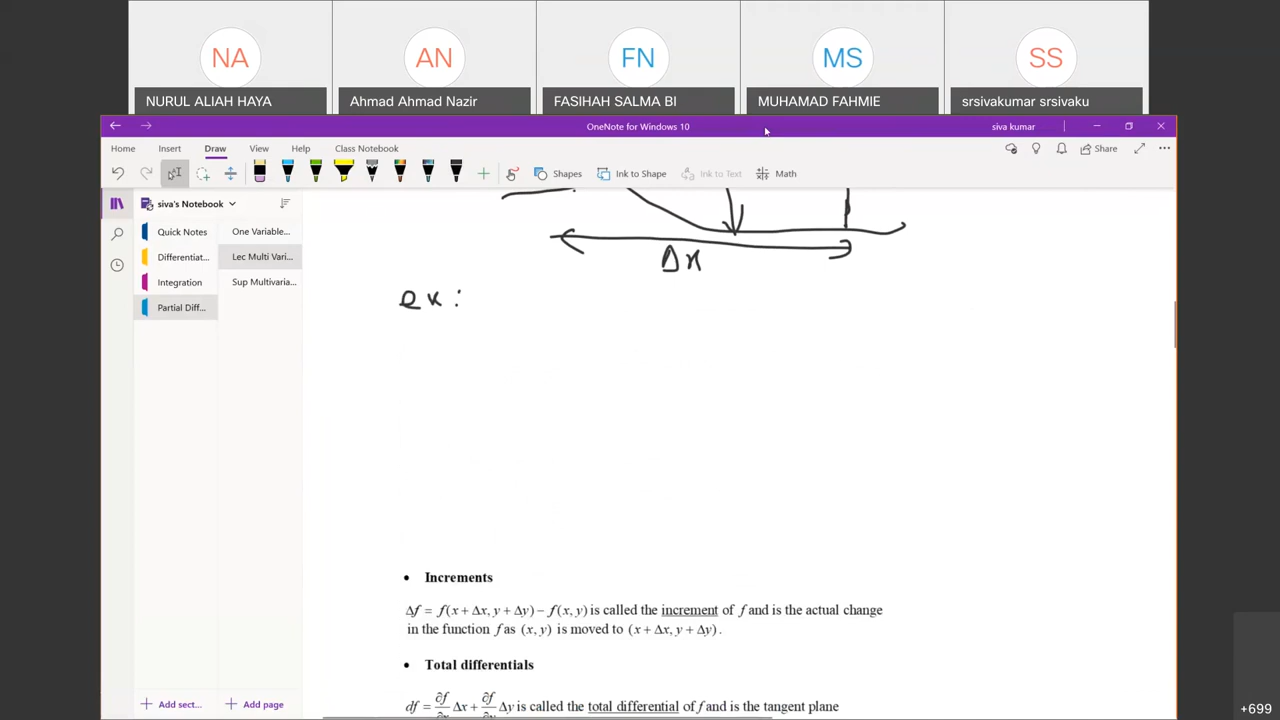 NA AN FN MS SS
NURUL ALIAH HAYA Ahmad Ahmad Nazir FASIHAH SALMA BI MUHAMAD FAHMIE srsivakumar srsivaku
OneNote for Windows 10 siva kumar
Home Insert Draw View Help Class Notebook Share
Shapes Ink to Shape Ink to Text Math
siva's Notebook
Quick Notes One Variable...
Differentiat... Lec Multi Vari...
Integration Sup Multivaria...
Partial Diff...
Δx
ex:
• Increments
Δf = f(x + Δx, y + Δy) − f(x, y) is called the increment of f and is the actual change
in the function f as (x, y) is moved to (x + Δx, y + Δy).
• Total differentials
df = ∂f/∂x Δx + ∂f/∂y Δy is called the total differential of f and is the tangent plane
Add sect... Add page
+699